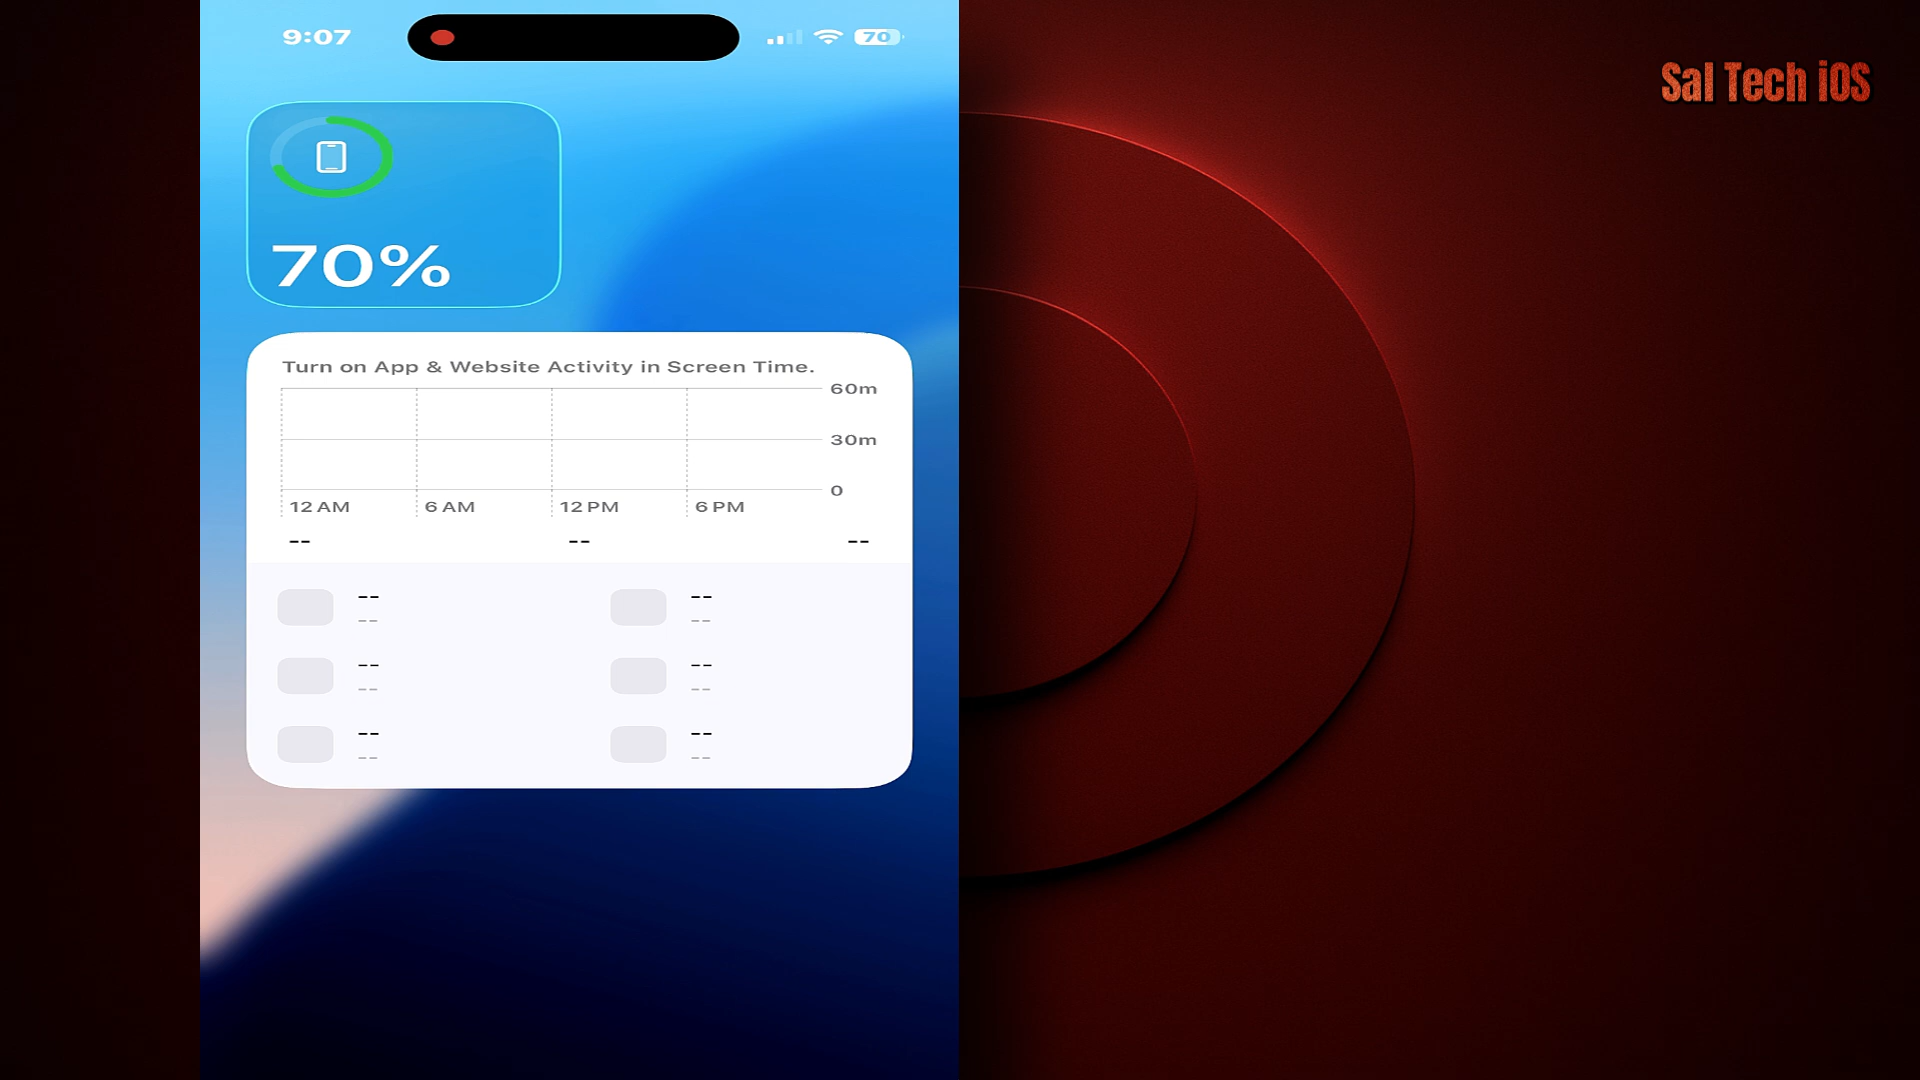 9:07
70
Sal Tech iOS
70%
Turn on App & Website Activity in Screen Time.
60m
30m
0
12 AM 6 AM 12 PM 6 PM
-- -- --
-- --
-- --
-- --
-- --
-- --
-- --